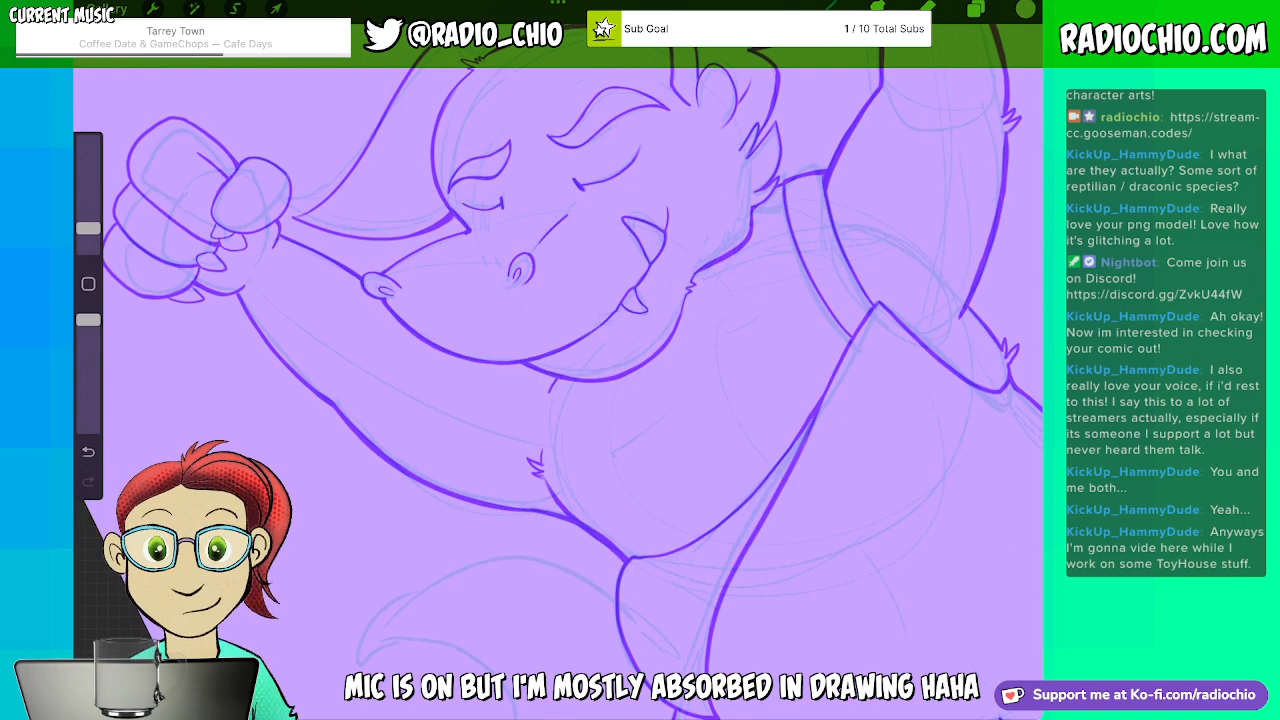 CURRENT MUSIC
Tarrey Town
Coffee Date & GameChops — Cafe Days
Gallery
@RADIO_CHIO
Sub Goal
1 / 10 Total Subs
RADIOCHIO.COM
character arts!
radiochio: https://stream-
cc.gooseman.codes/
KickUp_HammyDude: I what
are they actually? Some sort of
reptilian / draconic species?
KickUp_HammyDude: Really
love your png model! Love how
it's glitching a lot.
Nightbot: Come join us
on Discord!
https://discord.gg/ZvkU44fW
KickUp_HammyDude: Ah okay!
Now im interested in checking
your comic out!
KickUp_HammyDude: I also
really love your voice, if i'd rest
to this! I say this to a lot of
streamers actually, especially if
its someone I support a lot but
never heard them talk.
KickUp_HammyDude: You and
me both...
KickUp_HammyDude: Yeah...
KickUp_HammyDude: Anyways
I'm gonna vide here while I
work on some ToyHouse stuff.
MIC IS ON BUT I'M MOSTLY ABSORBED IN DRAWING HAHA
Support me at Ko-fi.com/radiochio